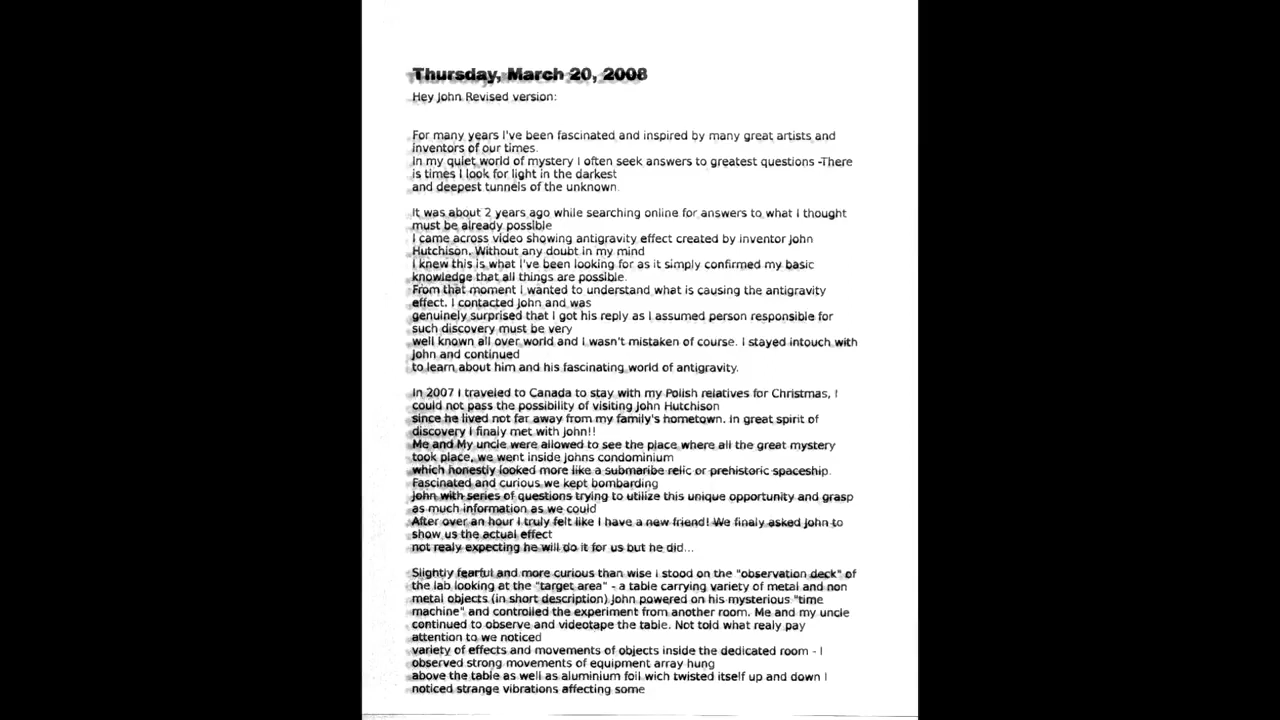 Thursday, March 20, 2008
Hey John Revised version:
For many years I've been fascinated and inspired by many great artists and
inventors of our times.
In my quiet world of mystery I often seek answers to greatest questions -There
is times I look for light in the darkest
and deepest tunnels of the unknown.
It was about 2 years ago while searching online for answers to what I thought
must be already possible
I came across video showing antigravity effect created by inventor John
Hutchison. Without any doubt in my mind
I knew this is what I've been looking for as it simply confirmed my basic
knowledge that all things are possible.
From that moment I wanted to understand what is causing the antigravity
effect. I contacted John and was
genuinely surprised that I got his reply as I assumed person responsible for
such discovery must be very
well known all over world and I wasn't mistaken of course. I stayed intouch with
John and continued
to learn about him and his fascinating world of antigravity.
In 2007 I traveled to Canada to stay with my Polish relatives for Christmas, I
could not pass the possibility of visiting John Hutchison
since he lived not far away from my family's hometown. In great spirit of
discovery I finaly met with John!!
Me and My uncle were allowed to see the place where all the great mystery
took place, we went inside Johns condominium
which honestly looked more like a submaribe relic or prehistoric spaceship.
Fascinated and curious we kept bombarding
John with series of questions trying to utilize this unique opportunity and grasp
as much information as we could
After over an hour I truly felt like I have a new friend! We finaly asked John to
show us the actual effect
not realy expecting he will do it for us but he did...
Slightly fearful and more curious than wise I stood on the "observation deck" of
the lab looking at the "target area" - a table carrying variety of metal and non
metal objects (in short description) John powered on his mysterious "time
machine" and controlled the experiment from another room. Me and my uncle
continued to observe and videotape the table. Not told what realy pay
attention to we noticed
variety of effects and movements of objects inside the dedicated room - I
observed strong movements of equipment array hung
above the table as well as aluminium foil wich twisted itself up and down I
noticed strange vibrations affecting some